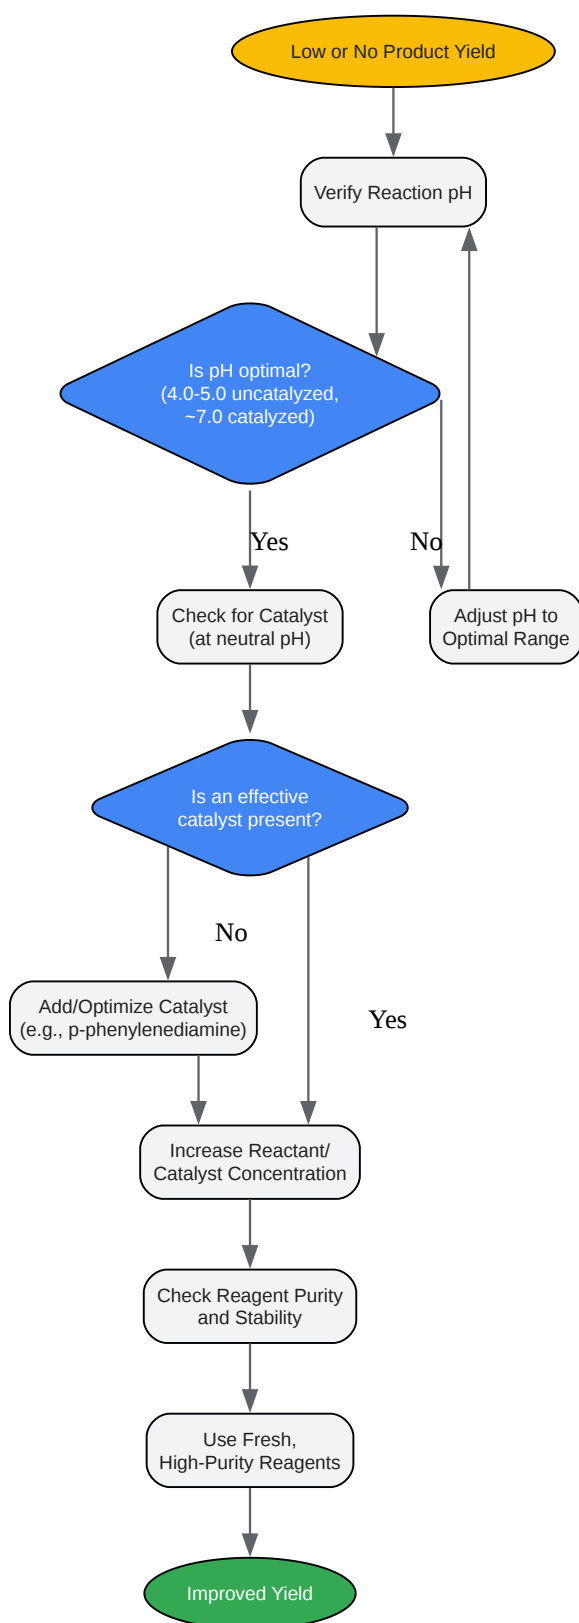 Low or No Product Yield
Verify Reaction pH
Is pH optimal?
(4.0-5.0 uncatalyzed,
~7.0 catalyzed)
Yes
No
Check for Catalyst
(at neutral pH)
Adjust pH to
Optimal Range
Is an effective
catalyst present?
No
Add/Optimize Catalyst
(e.g., p-phenylenediamine)
Yes
Increase Reactant/
Catalyst Concentration
Check Reagent Purity
and Stability
Use Fresh,
High-Purity Reagents
Improved Yield